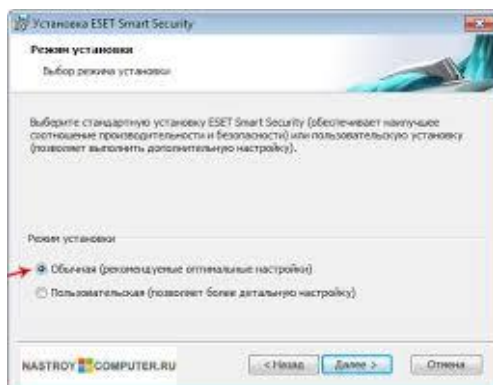 Установка ESET Smart Security
Режим установки
Выбор режима установки
Выберите стандартную установку ESET Smart Security (обеспечивает наилучшее
соотношение производительности и безопасности) или пользовательскую установку
(позволяет выполнить дополнительную настройку).
Режим установки
Обычная (рекомендуемые оптимальные настройки)
Пользовательская (позволяет более детальную настройку)
NASTROY COMPUTER.RU
< Назад
Далее >
Отмена